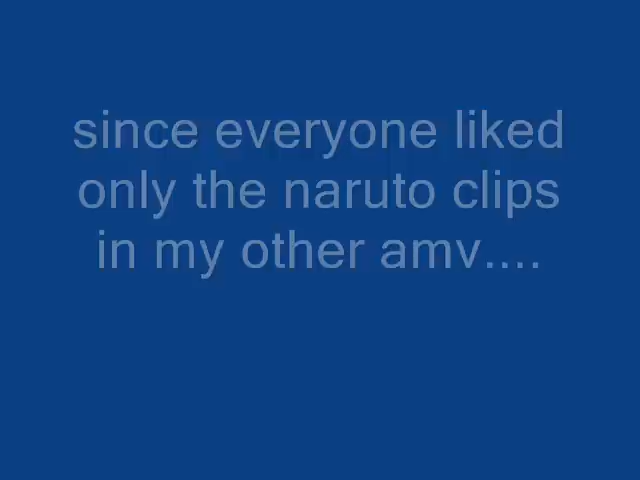 since everyone liked
only the naruto clips
in my other amv....